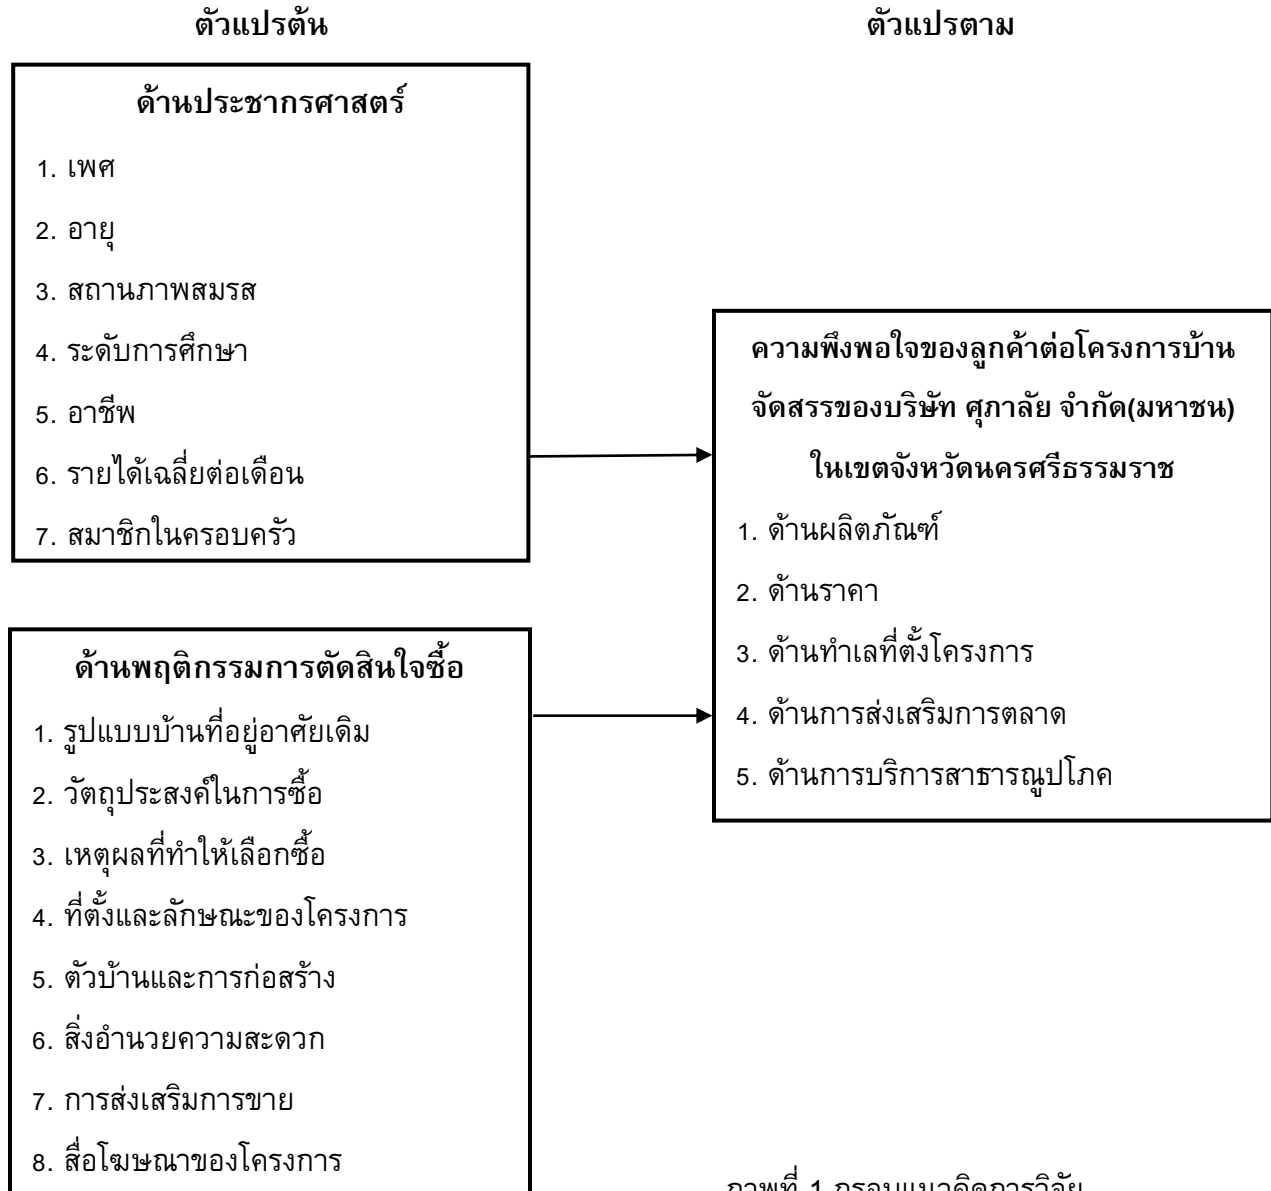 ตัวแปรต้น
ตัวแปรตาม
ด้านประชากรศาสตร์
1. เพศ
2. อายุ
3. สถานภาพสมรส
4. ระดับการศึกษา
5. อาชีพ
6. รายได้เฉลี่ยต่อเดือน
7. สมาชิกในครอบครัว
ด้านพฤติกรรมการตัดสินใจซื้อ
1. รูปแบบบ้านที่อยู่อาศัยเดิม
2. วัตถุประสงค์ในการซื้อ
3. เหตุผลที่ทำให้เลือกซื้อ
4. ที่ตั้งและลักษณะของโครงการ
5. ตัวบ้านและการก่อสร้าง
6. สิ่งอำนวยความสะดวก
7. การส่งเสริมการขาย
8. สื่อโฆษณาของโครงการ
ความพึงพอใจของลูกค้าต่อโครงการบ้าน
จัดสรรของบริษัท ศุภาลัย จำกัด(มหาชน)
ในเขตจังหวัดนครศรีธรรมราช
1. ด้านผลิตภัณฑ์
2. ด้านราคา
3. ด้านทำเลที่ตั้งโครงการ
4. ด้านการส่งเสริมการตลาด
5. ด้านการบริการสาธารณูปโภค
ภาพที่ 1 กรอบแนวคิดการวิจัย